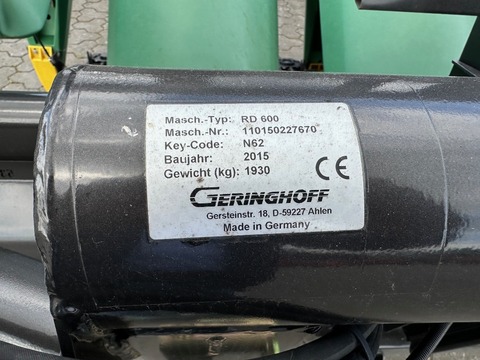 Masch.-Typ: RD 600
Masch.-Nr.: 110150227670
Key-Code: N62
Baujahr: 2015
Gewicht (kg): 1930
CE
GERINGHOFF
Gersteinstr. 18, D-59227 Ahlen
Made in Germany